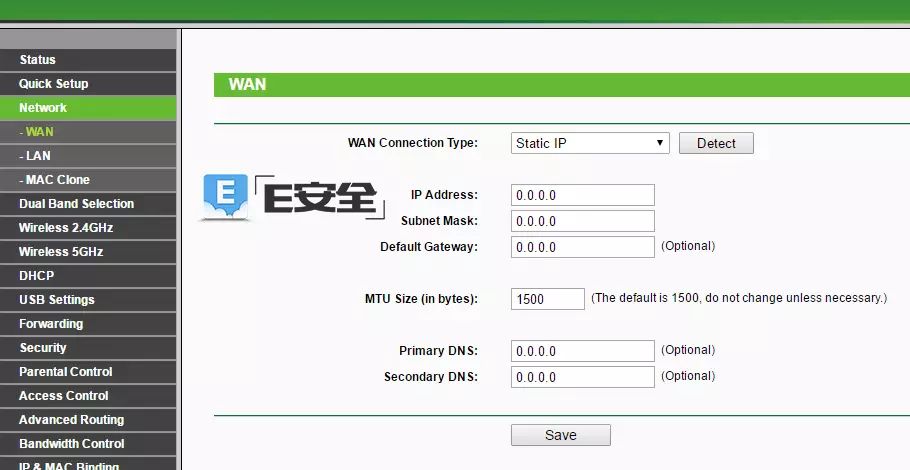 Status
Quick Setup
Network
- WAN
- LAN
- MAC Clone
Dual Band Selection
Wireless 2.4GHz
Wireless 5GHz
DHCP
USB Settings
Forwarding
Security
Parental Control
Access Control
Advanced Routing
Bandwidth Control
IP & MAC Binding
WAN
WAN Connection Type: Static IP Detect
E E安全
IP Address: 0.0.0.0
Subnet Mask: 0.0.0.0
Default Gateway: 0.0.0.0 (Optional)
MTU Size (in bytes): 1500 (The default is 1500, do not change unless necessary.)
Primary DNS: 0.0.0.0 (Optional)
Secondary DNS: 0.0.0.0 (Optional)
Save